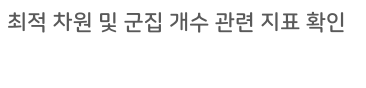 최적 차원 및 군집 개수 관련 지표 확인